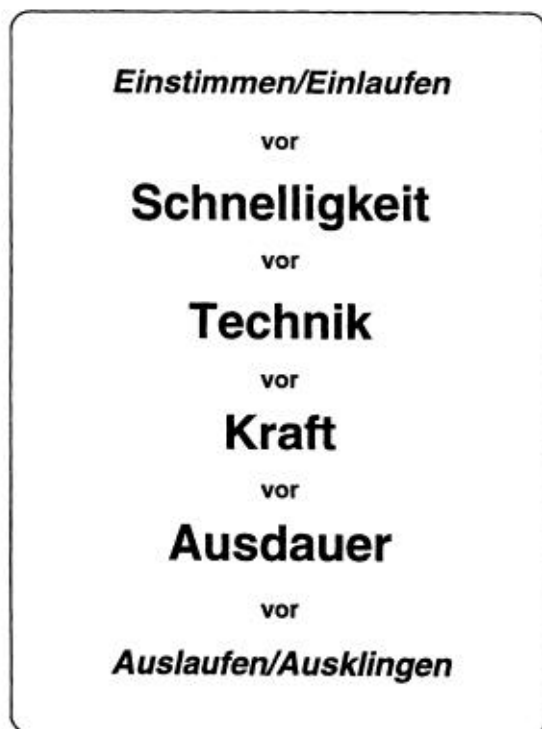 Einstimmen/Einlaufen
vor
Schnelligkeit
vor
Technik
vor
Kraft
vor
Ausdauer
vor
Auslaufen/Ausklingen